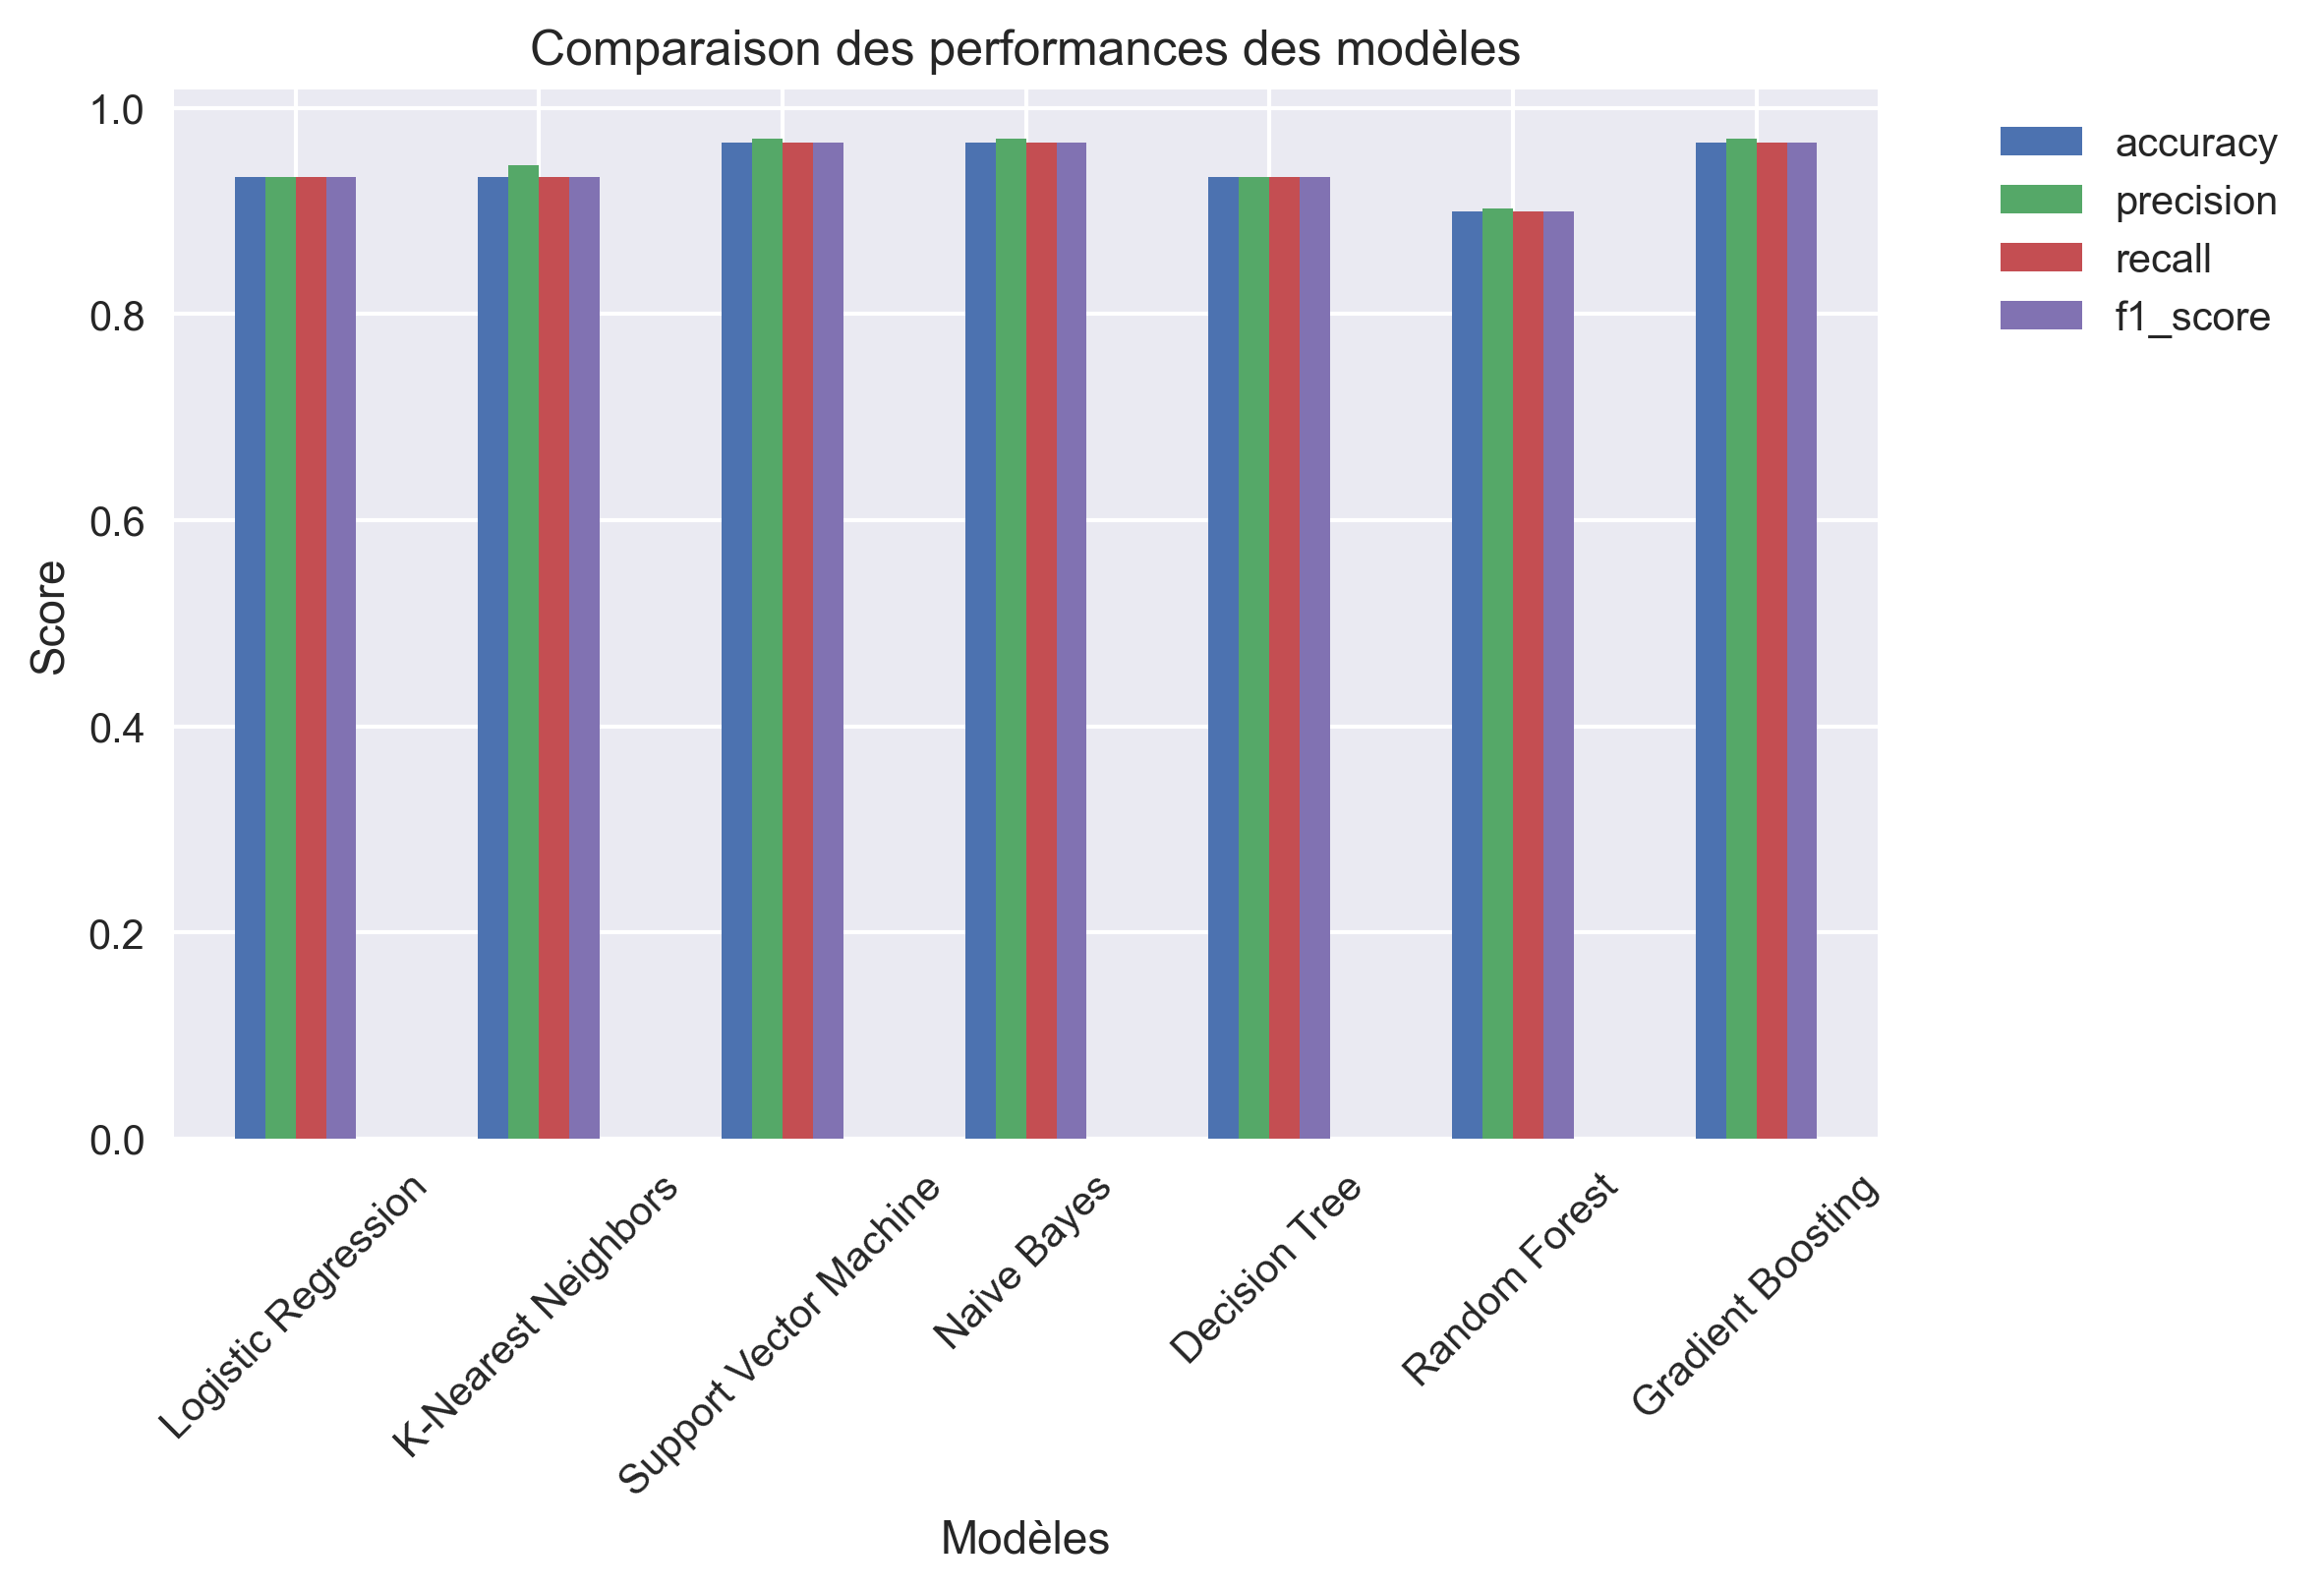 Comparaison des performances des modèles
1.0
0.8
0.6
0.4
0.2
0.0
Score
accuracy
precision
recall
f1_score
Logistic Regression
K-Nearest Neighbors
Support Vector Machine
Naive Bayes
Decision Tree
Random Forest
Gradient Boosting
Modèles